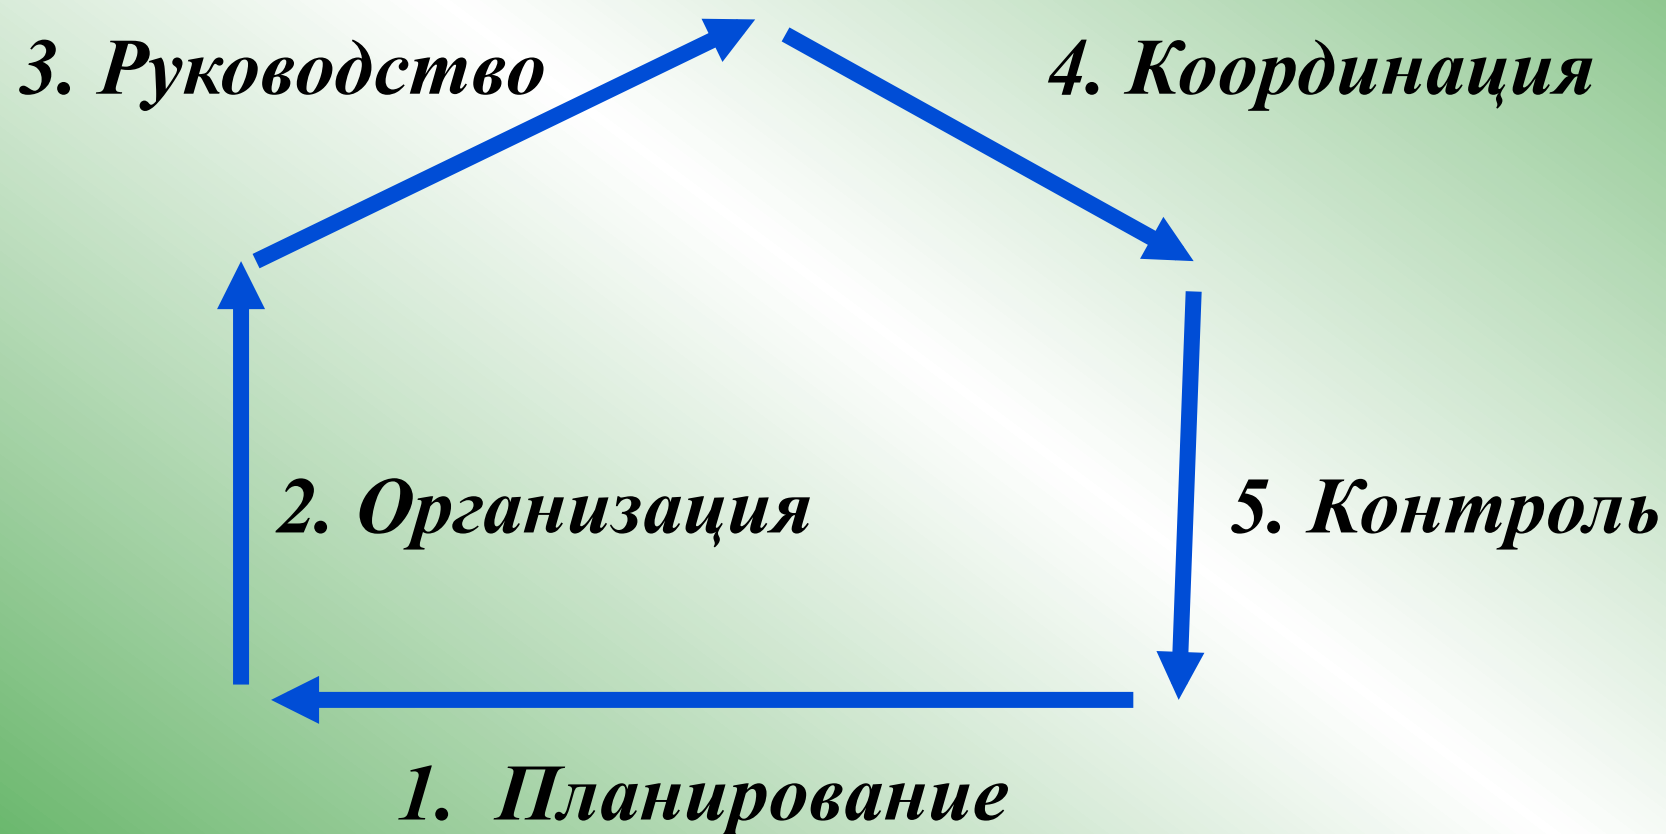 3. Руководство
4. Координация
2. Организация
5. Контроль
1. Планирование